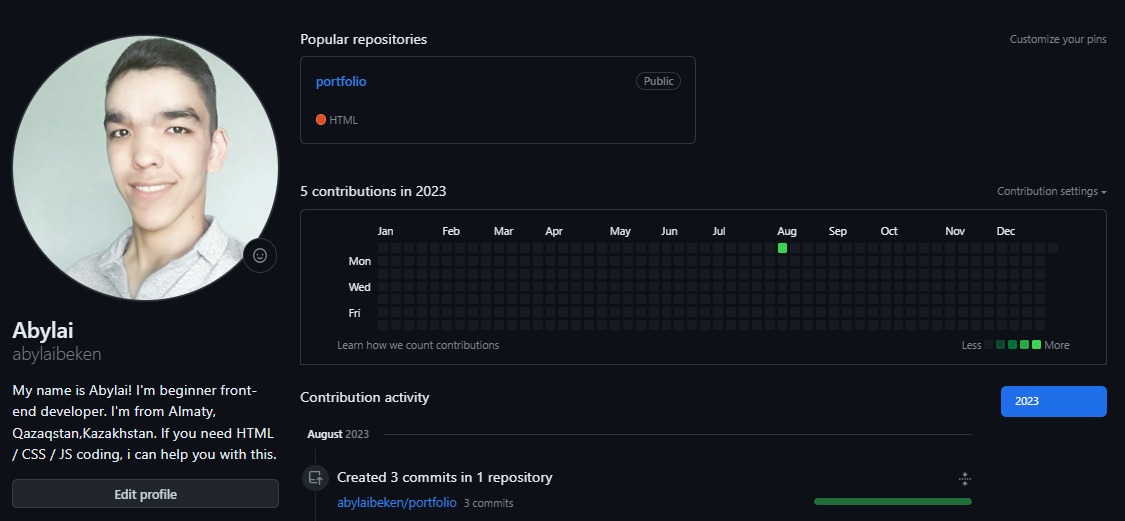 Popular repositories
Customize your pins
portfolio
Public
HTML
5 contributions in 2023
Contribution settings
Jan Feb Mar Apr May Jun Jul Aug Sep Oct Nov Dec
Mon
Wed
Fri
Learn how we count contributions
Less
More
Abylai
abylaibeken
My name is Abylai! I'm beginner front-
end developer. I'm from Almaty,
Qazaqstan,Kazakhstan. If you need HTML
/ CSS / JS coding, i can help you with this.
Edit profile
Contribution activity
2023
August 2023
Created 3 commits in 1 repository
abylaibeken/portfolio 3 commits